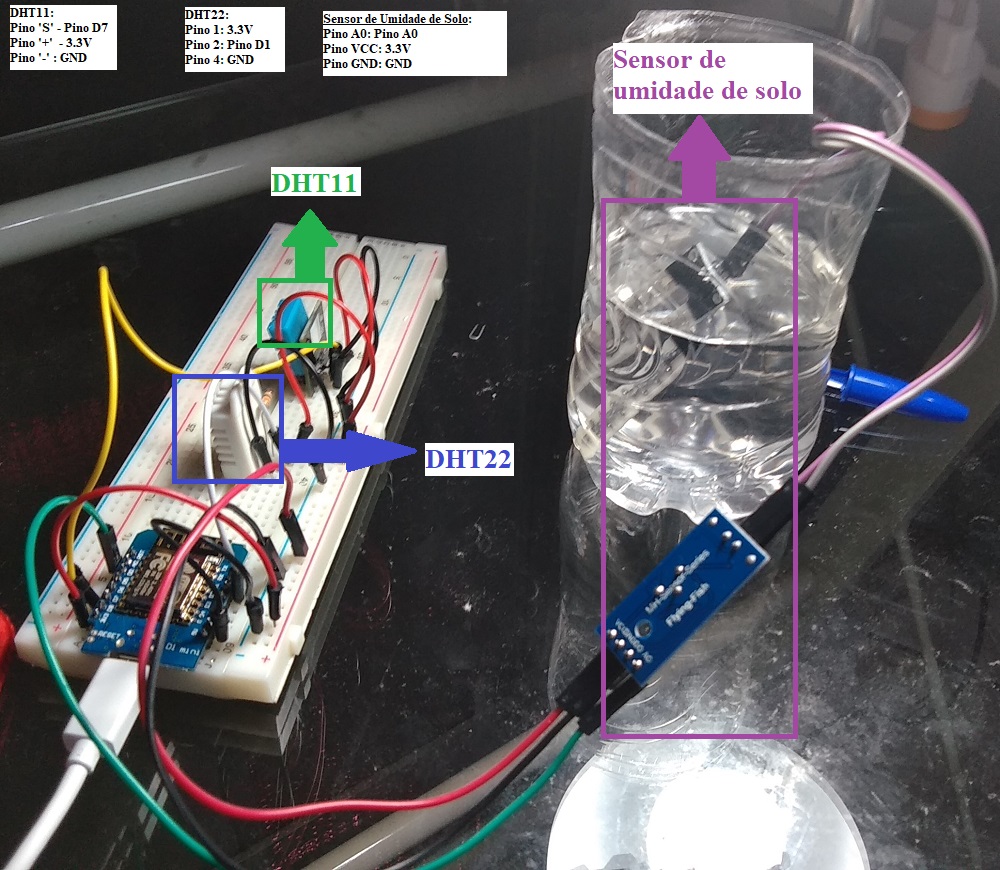 DHT11:
Pino 'S' - Pino D7
Pino '+' - 3.3V
Pino '-' : GND
DHT22:
Pino 1: 3.3V
Pino 2: Pino D1
Pino 4: GND
Sensor de Umidade de Solo:
Pino A0: Pino A0
Pino VCC: 3.3V
Pino GND: GND
Sensor de
umidade de solo
DHT11
DHT22
RESET
Flying-Fish